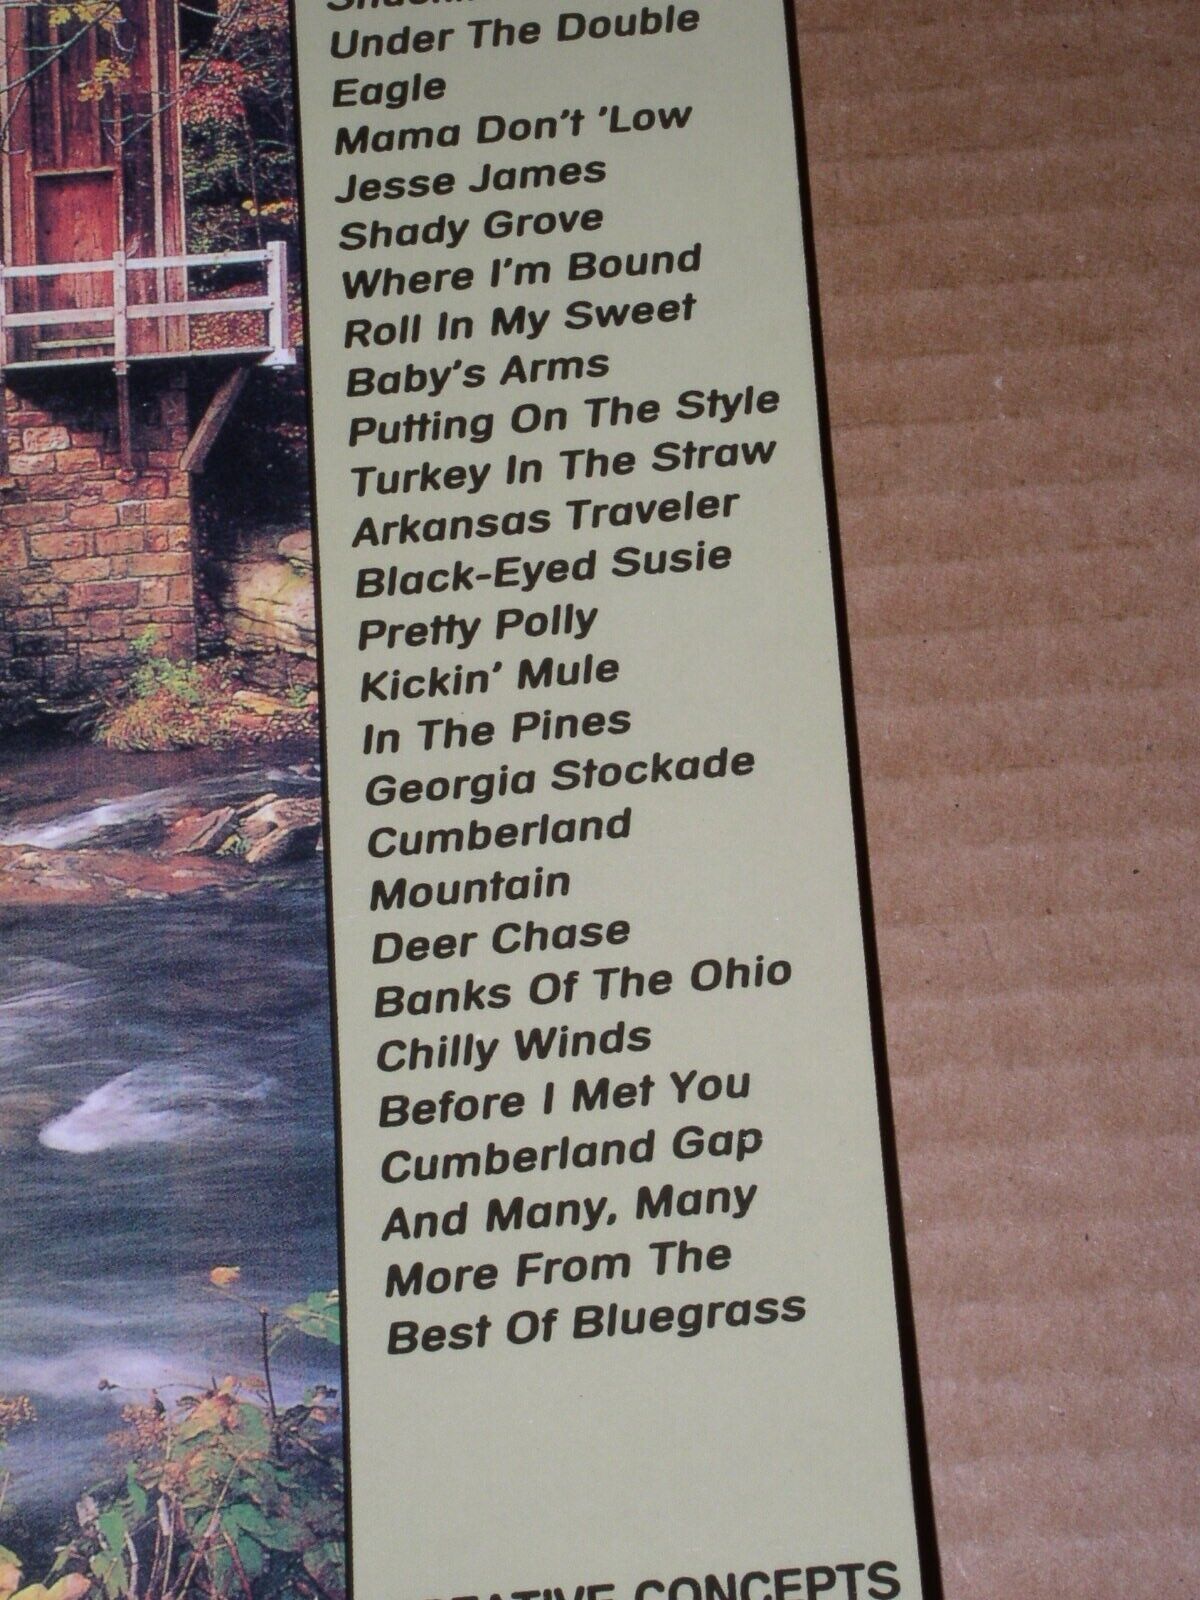 Under The Double
Eagle
Mama Don't 'Low
Jesse James
Shady Grove
Where I'm Bound
Roll In My Sweet
Baby's Arms
Putting On The Style
Turkey In The Straw
Arkansas Traveler
Black-Eyed Susie
Pretty Polly
Kickin' Mule
In The Pines
Georgia Stockade
Cumberland
Mountain
Deer Chase
Banks Of The Ohio
Chilly Winds
Before I Met You
Cumberland Gap
And Many, Many
More From The
Best Of Bluegrass
CONCEPTS